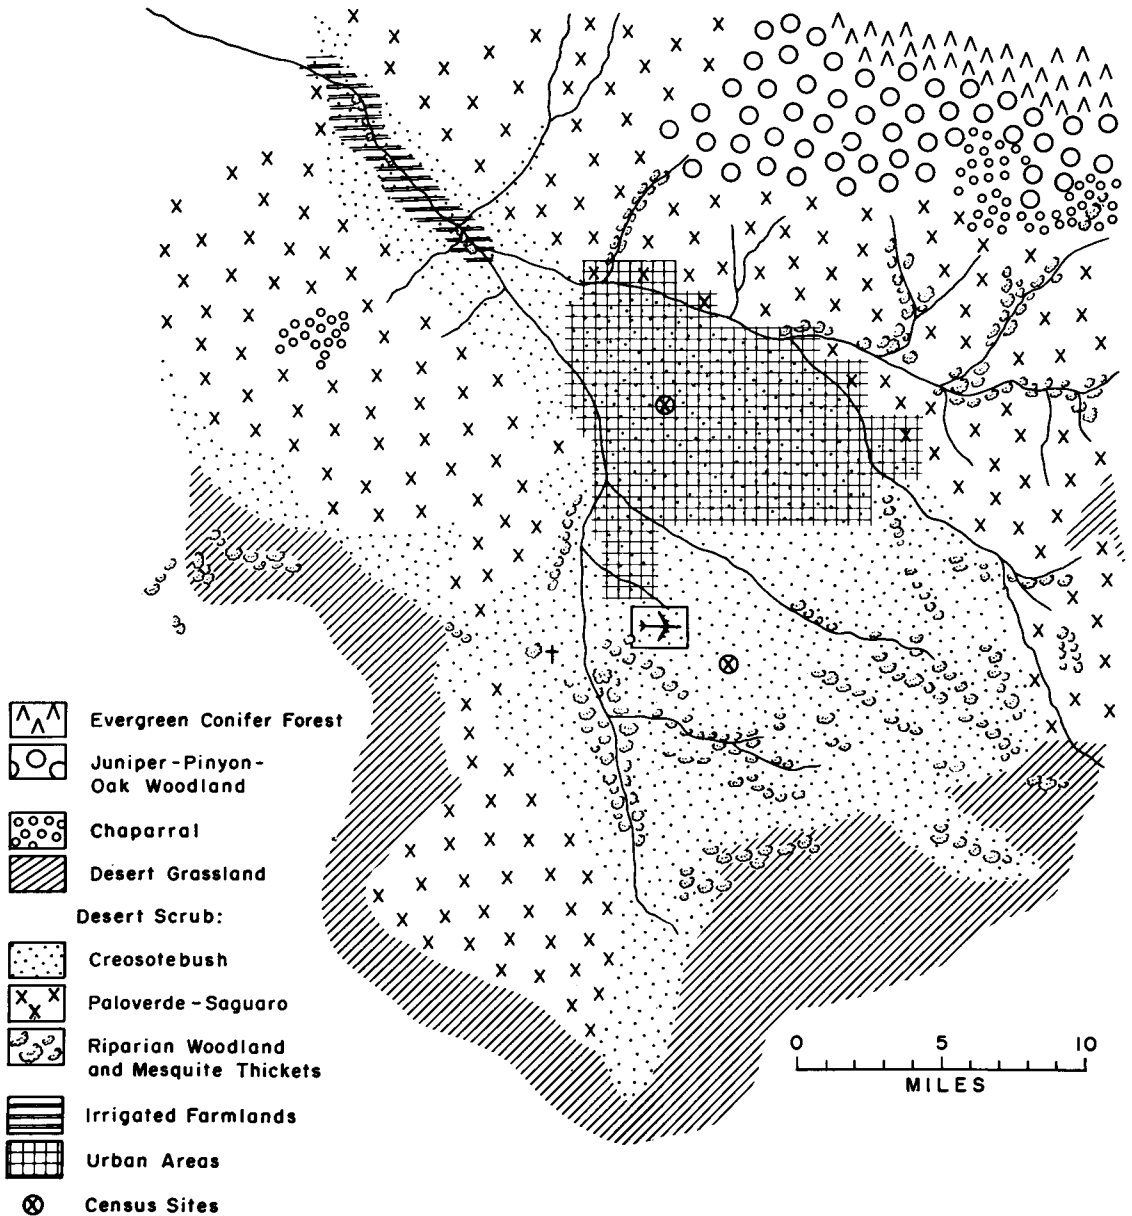 Evergreen Conifer Forest
Juniper-Pinyon-
Oak Woodland
Chaparral
Desert Grassland
Desert Scrub:
Creosotebush
Paloverde-Saguaro
Riparian Woodland
and Mesquite Thickets
Irrigated Farmlands
Urban Areas
Census Sites
0 5 10
MILES